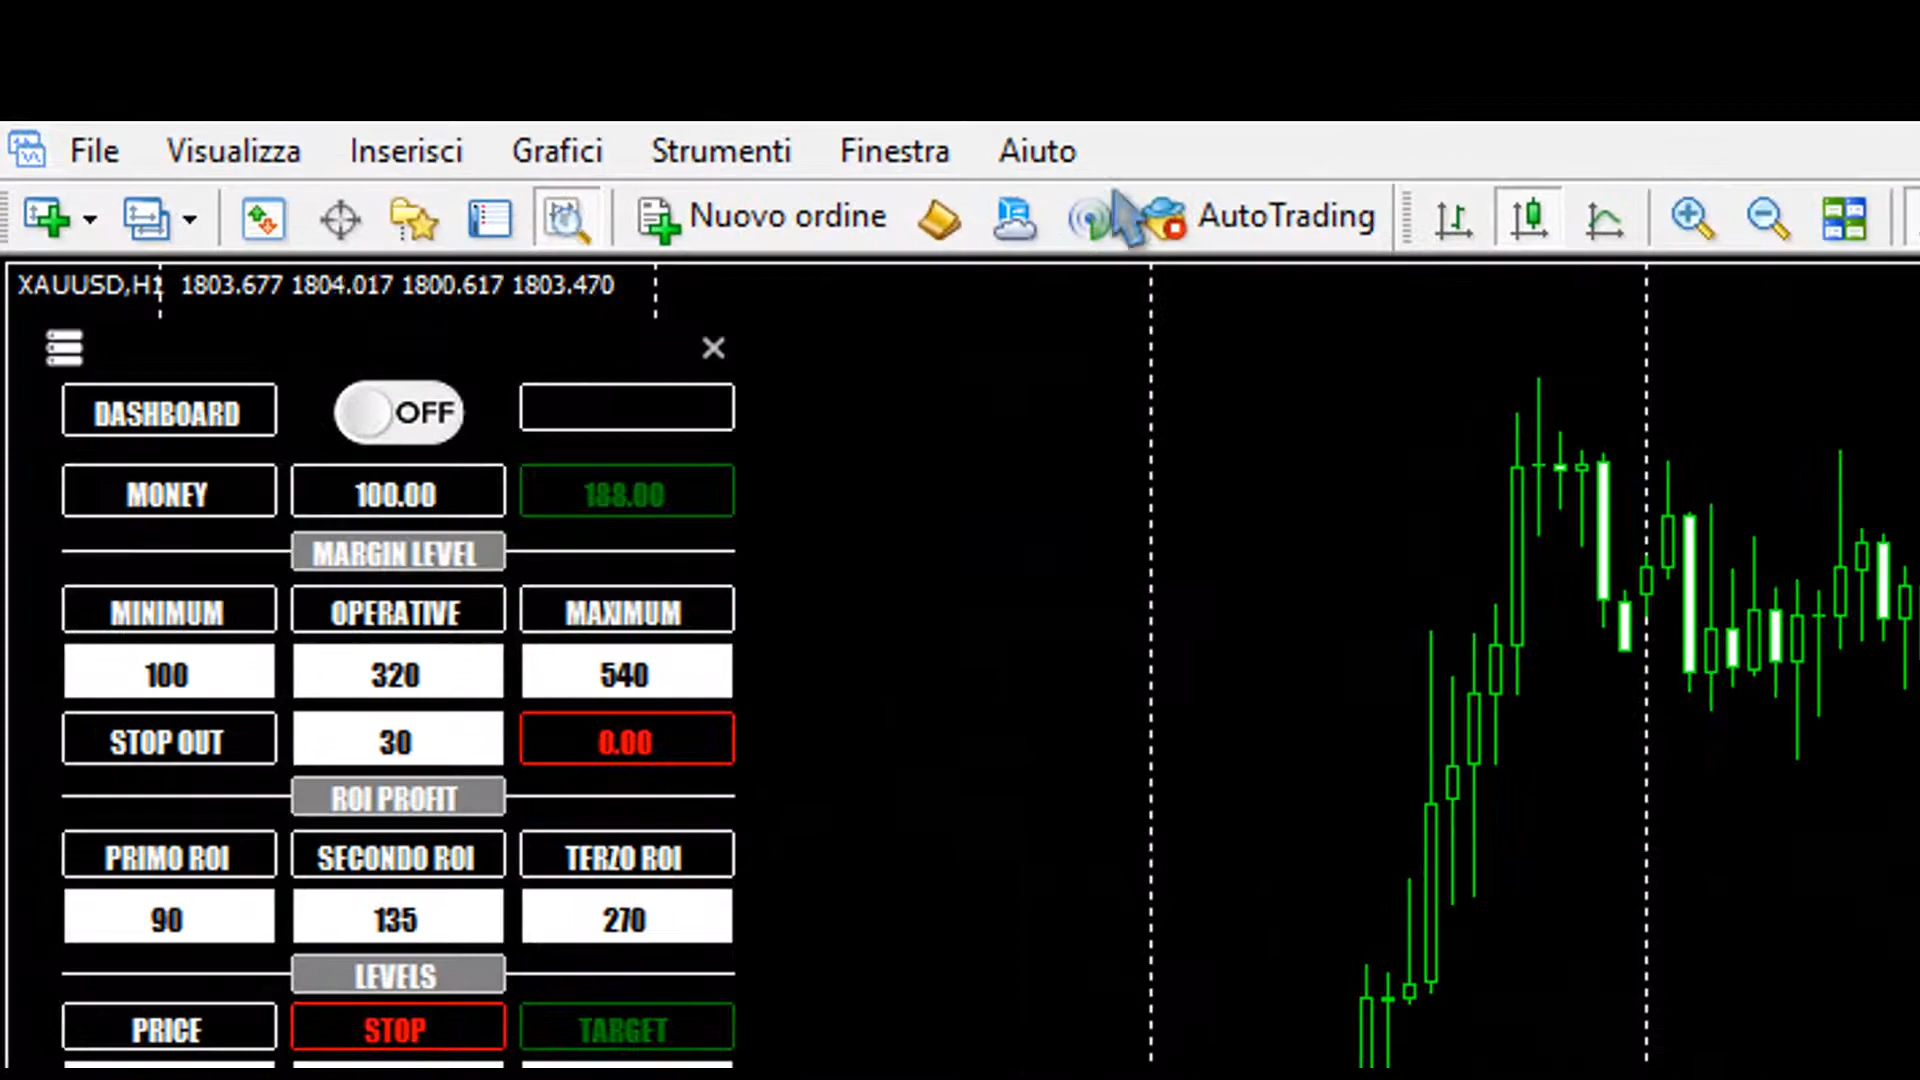 File Visualizza Inserisci Grafici Strumenti Finestra Aiuto
Nuovo ordine AutoTrading
XAUUSD,H1 1803.677 1804.017 1800.617 1803.470
DASHBOARD OFF
MONEY 100.00 188.00
MARGIN LEVEL
MINIMUM OPERATIVE MAXIMUM
100 320 540
STOP OUT 30 0.00
ROI PROFIT
PRIMO ROI SECONDO ROI TERZO ROI
90 135 270
LEVELS
PRICE STOP TARGET